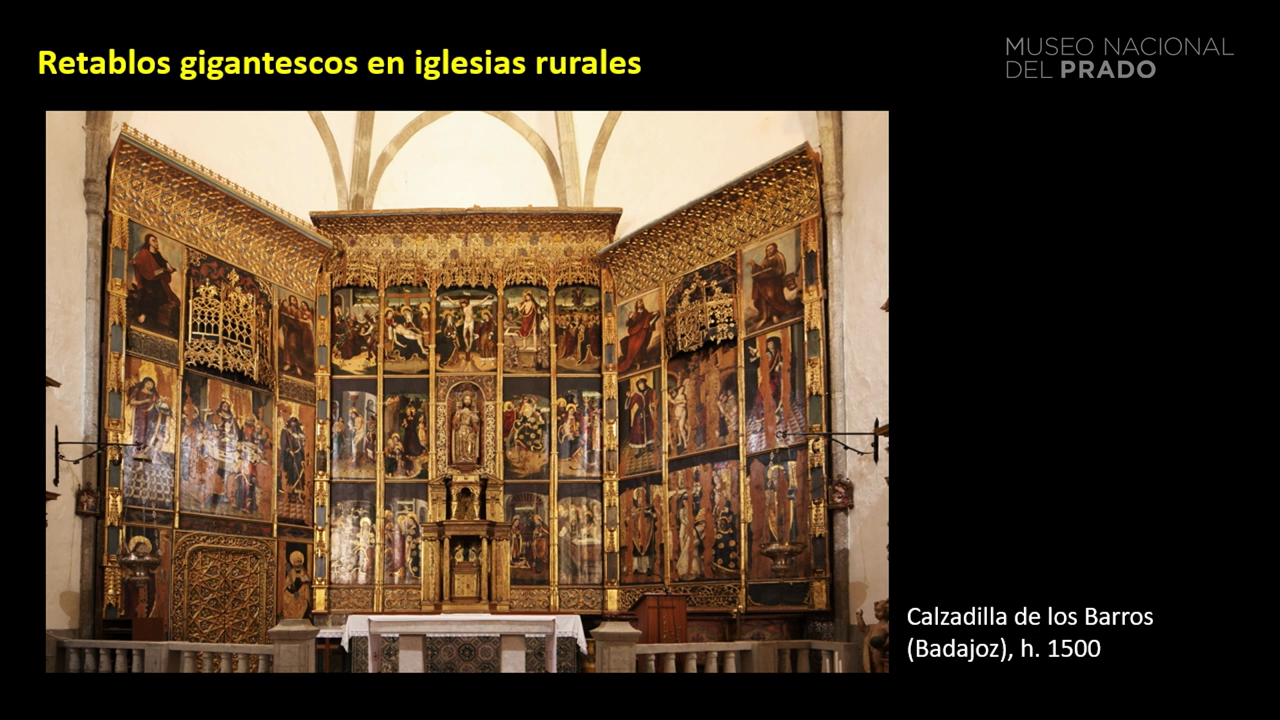 Retablos gigantescos en iglesias rurales
MUSEO NACIONAL
DEL PRADO
Calzadilla de los Barros
(Badajoz), h. 1500